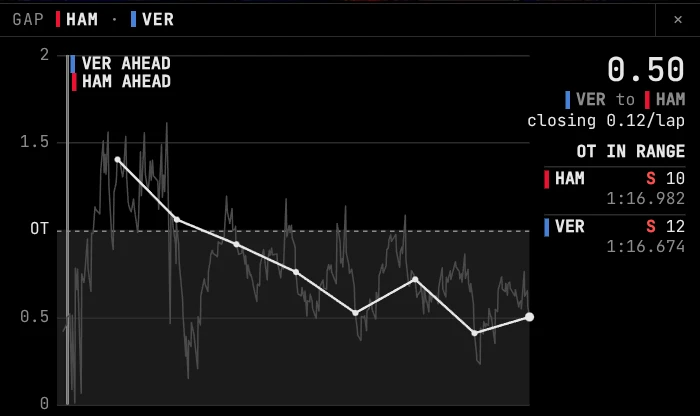 GAP HAM · VER ×
2
VER AHEAD
HAM AHEAD
1.5
OT
0.5
0
0.50
VER to HAM
closing 0.12/lap
OT IN RANGE
HAM S 10
1:16.982
VER S 12
1:16.674